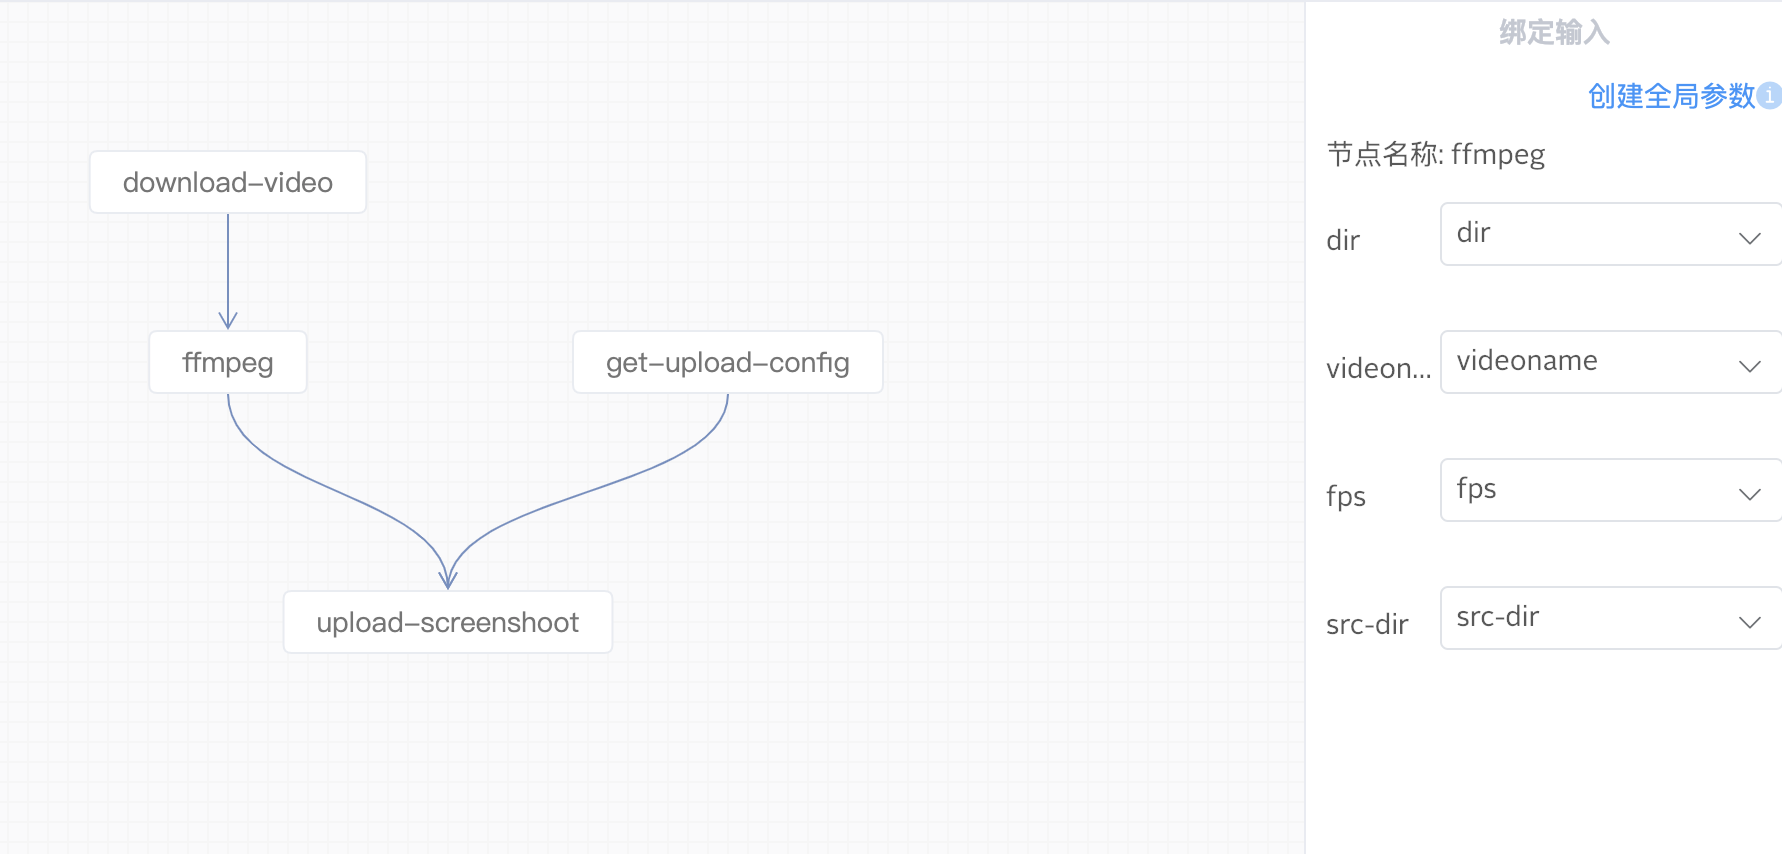 download-video
ffmpeg
get-upload-config
upload-screenshoot
绑定输入
创建全局参数
节点名称: ffmpeg
dir dir
videon... videoname
fps fps
src-dir src-dir